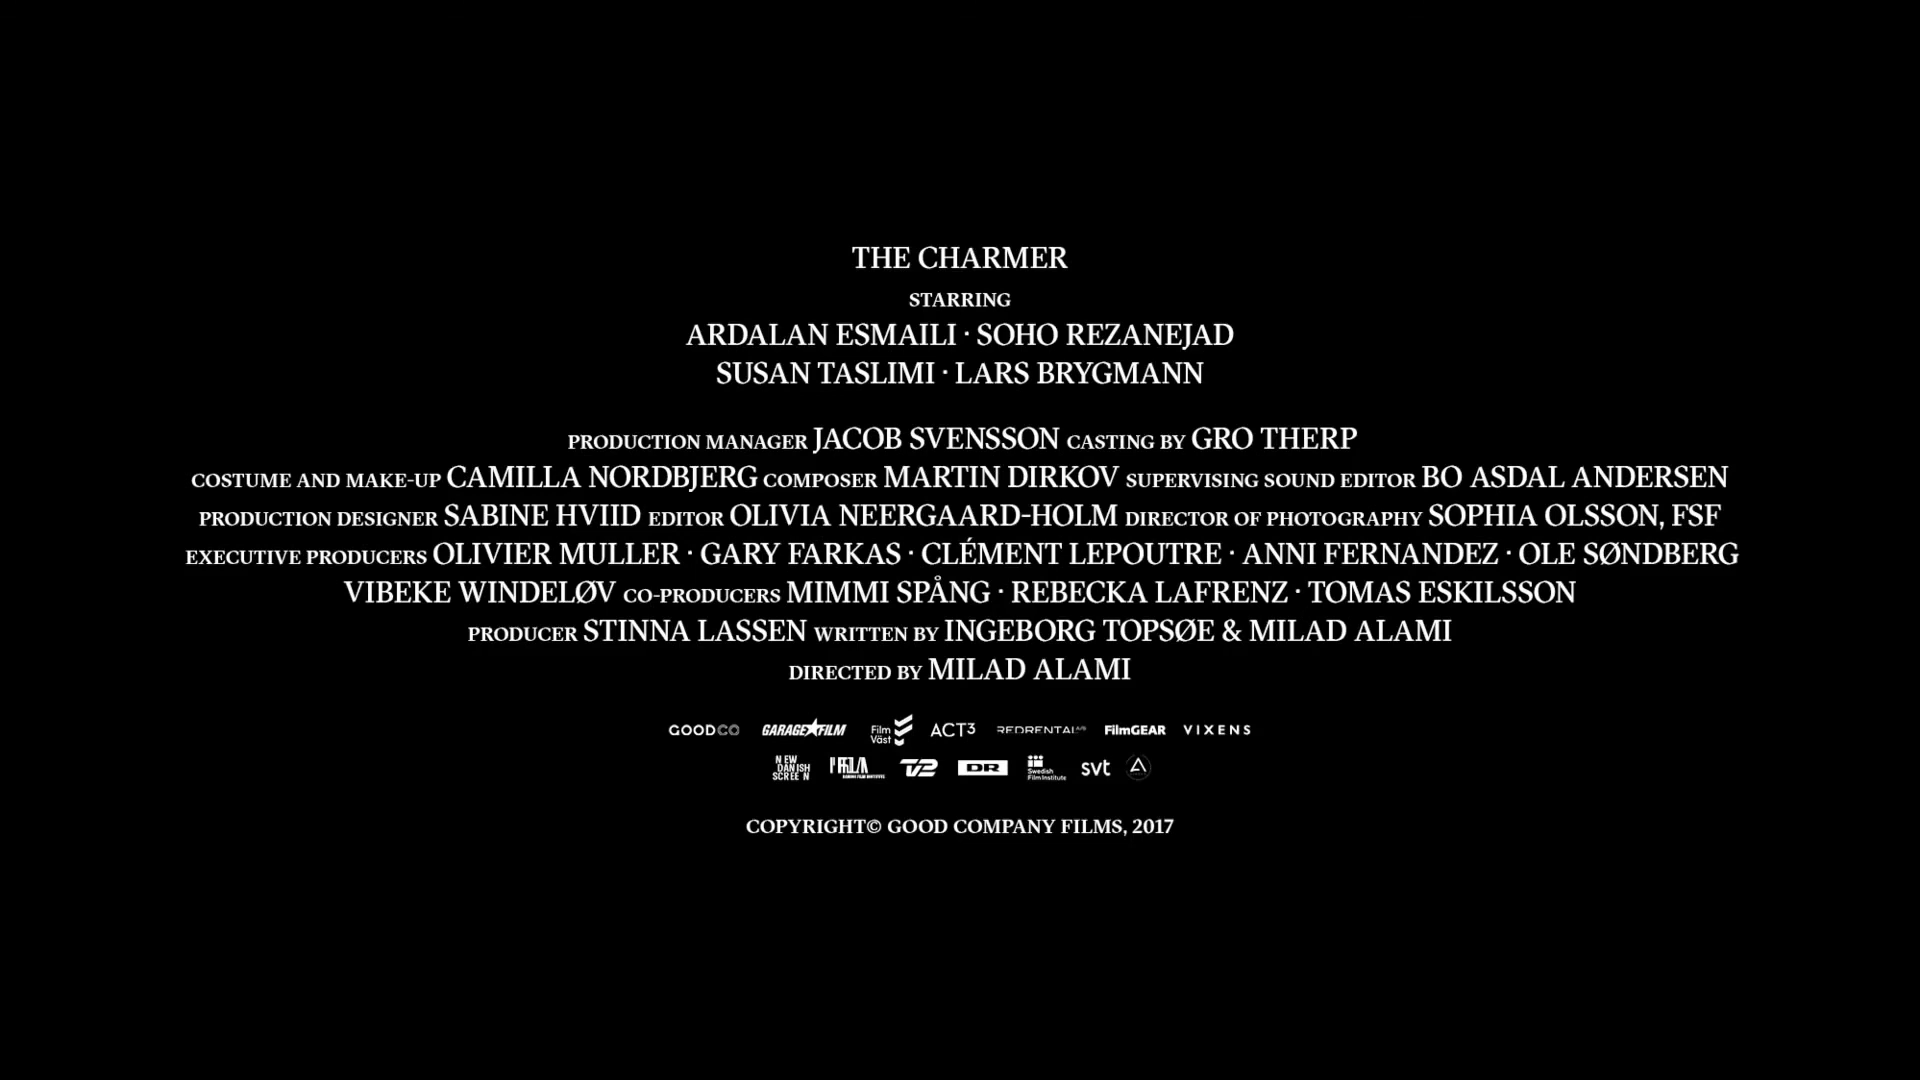 THE CHARMER
STARRING
ARDALAN ESMAILI · SOHO REZANEJAD
SUSAN TASLIMI · LARS BRYGMANN
PRODUCTION MANAGER JACOB SVENSSON CASTING BY GRO THERP
COSTUME AND MAKE-UP CAMILLA NORDBJERG COMPOSER MARTIN DIRKOV SUPERVISING SOUND EDITOR BO ASDAL ANDERSEN
PRODUCTION DESIGNER SABINE HVIID EDITOR OLIVIA NEERGAARD-HOLM DIRECTOR OF PHOTOGRAPHY SOPHIA OLSSON, FSF
EXECUTIVE PRODUCERS OLIVIER MULLER · GARY FARKAS · CLÉMENT LEPOUTRE · ANNI FERNANDEZ · OLE SØNDBERG
VIBEKE WINDELØV CO-PRODUCERS MIMMI SPÅNG · REBECKA LAFRENZ · TOMAS ESKILSSON
PRODUCER STINNA LASSEN WRITTEN BY INGEBORG TOPSØE & MILAD ALAMI
DIRECTED BY MILAD ALAMI
GOODCO GARAGE FILM Film Väst ACT3 REDRENTAL FilmGEAR VIXENS
NEW DANISH SCREEN TV2 DR Swedish Film Institute svt
COPYRIGHT© GOOD COMPANY FILMS, 2017